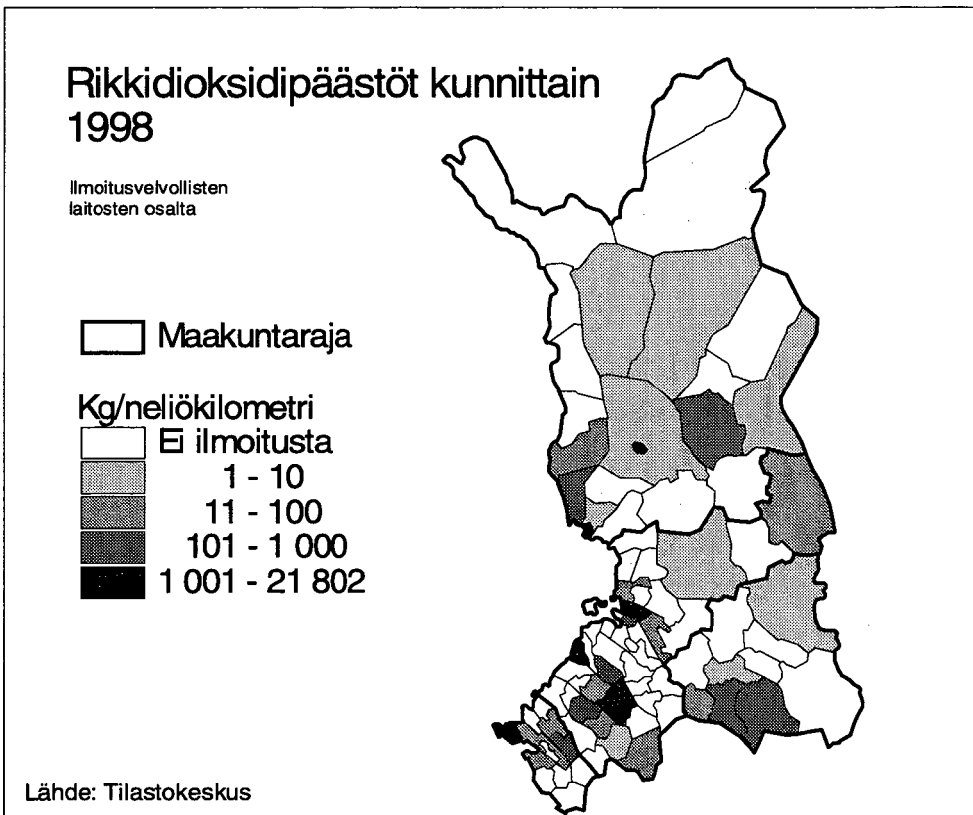 Rikkidioksidipäästöt kunnittain
1998
Ilmoitusvelvollisten
laitosten osalta
Maakuntaraja
Kg/neliökilometri
Ei ilmoitusta
1 - 10
11 - 100
101 - 1 000
1 001 - 21 802
Lähde: Tilastokeskus